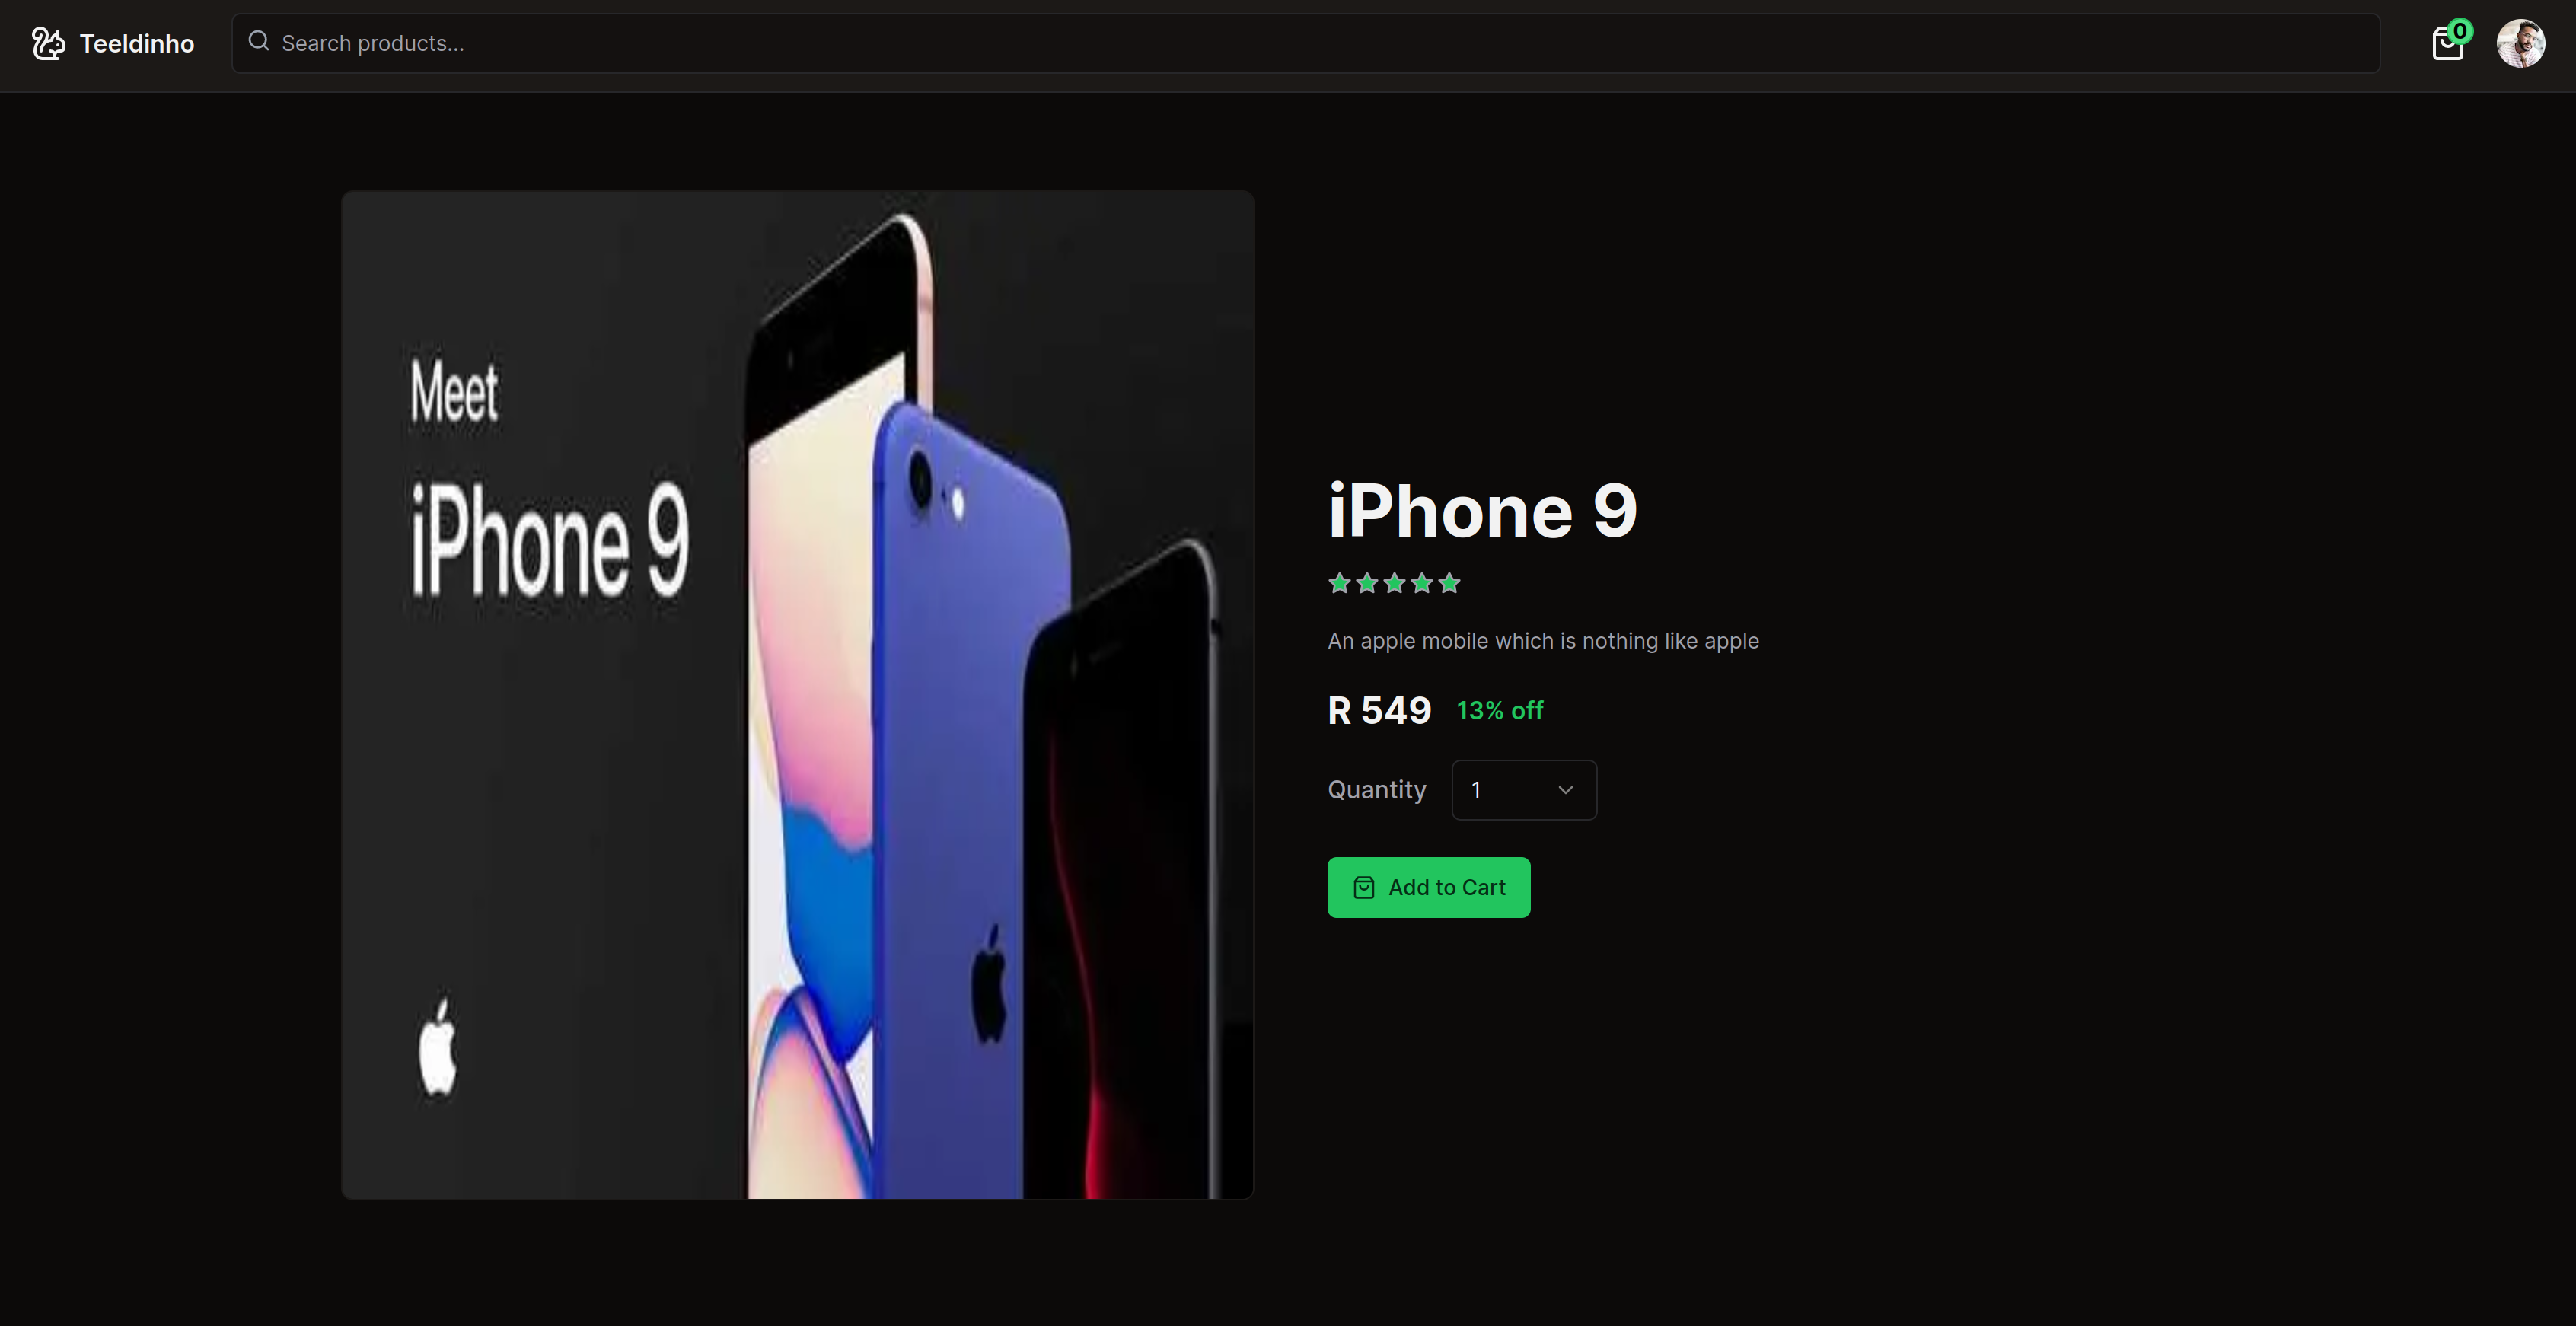 Teeldinho
Search products...
0
Meet
iPhone 9
iPhone 9
An apple mobile which is nothing like apple
R 549 13% off
Quantity 1
Add to Cart